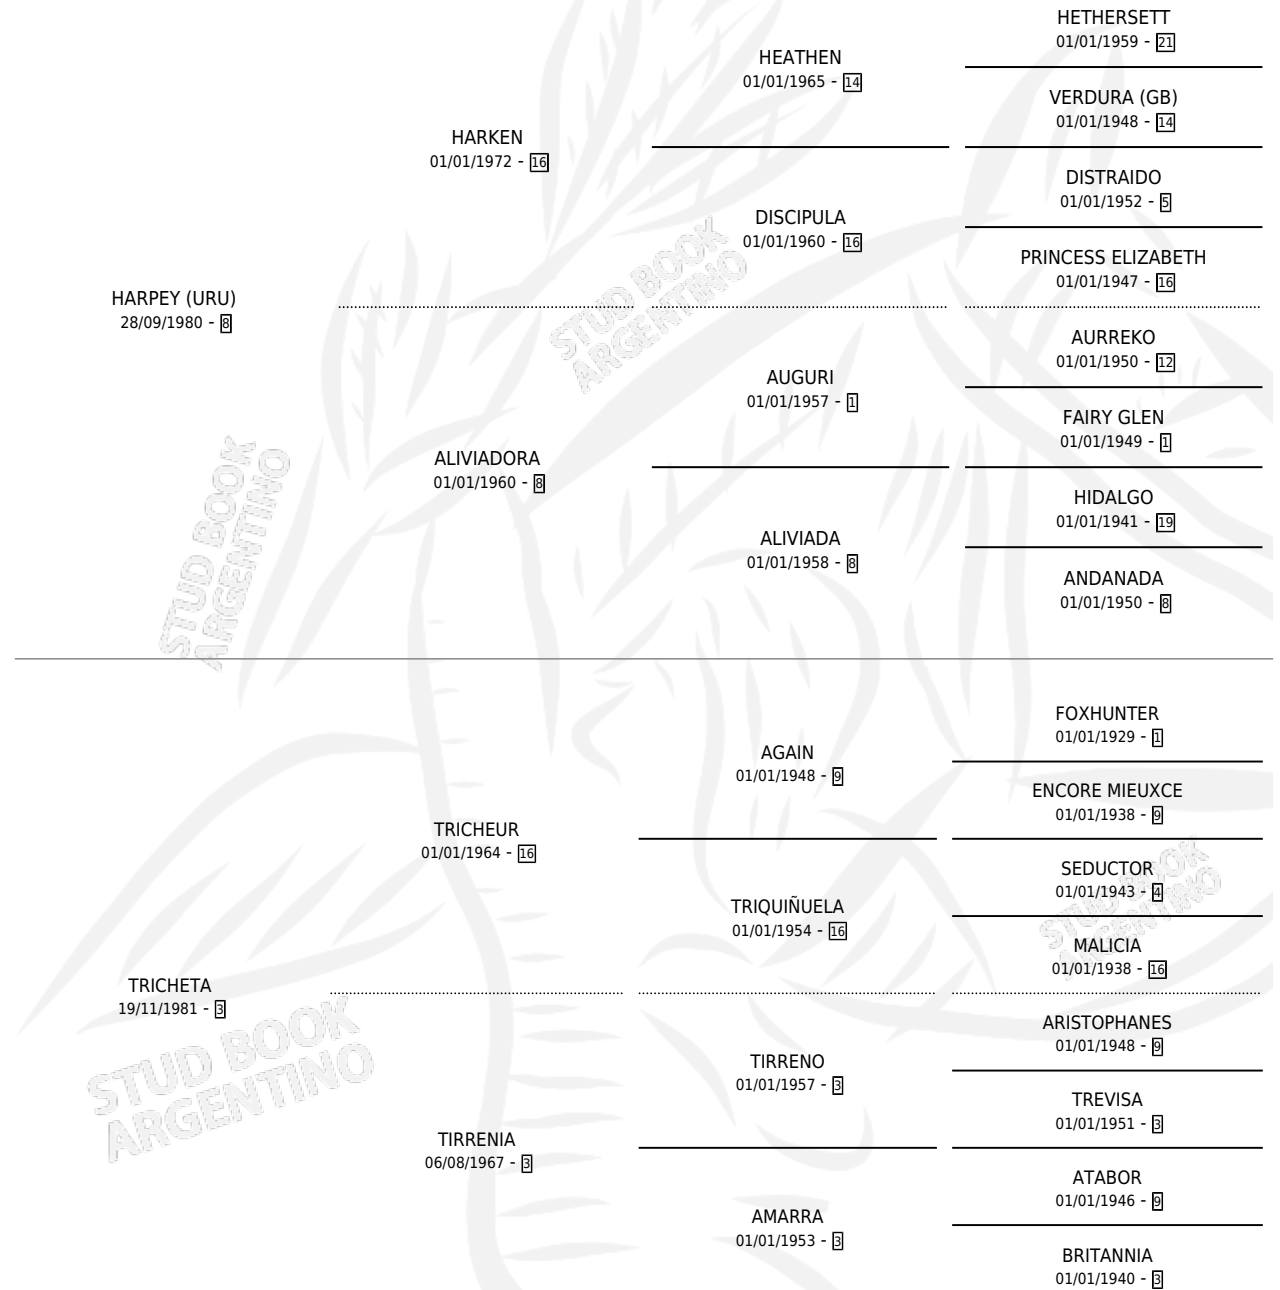 HETHERSETT
01/01/1959 - 21
HEATHEN
01/01/1965 - 14
VERDURA (GB)
01/01/1948 - 14
HARKEN
01/01/1972 - 16
DISTRAIDO
01/01/1952 - 5
DISCIPULA
01/01/1960 - 16
PRINCESS ELIZABETH
01/01/1947 - 16
HARPEY (URU)
28/09/1980 - 8
AURREKO
01/01/1950 - 12
AUGURI
01/01/1957 - 1
FAIRY GLEN
01/01/1949 - 1
ALIVIADORA
01/01/1960 - 8
HIDALGO
01/01/1941 - 19
ALIVIADA
01/01/1958 - 8
ANDANADA
01/01/1950 - 8
FOXHUNTER
01/01/1929 - 1
AGAIN
01/01/1948 - 9
ENCORE MIEUXCE
01/01/1938 - 9
TRICHEUR
01/01/1964 - 16
SEDUCTOR
01/01/1943 - 4
TRIQUIÑUELA
01/01/1954 - 16
MALICIA
01/01/1938 - 16
TRICHETA
19/11/1981 - 3
ARISTOPHANES
01/01/1948 - 9
TIRRENO
01/01/1957 - 3
TREVISA
01/01/1951 - 3
TIRRENIA
06/08/1967 - 3
ATABOR
01/01/1946 - 9
AMARRA
01/01/1953 - 3
BRITANNIA
01/01/1940 - 3
STUD BOOK
ARGENTINO
STUD BOOK
ARGENTINO
STUD BOOK
ARGENTINO
STUD BOOK
ARGENTINO